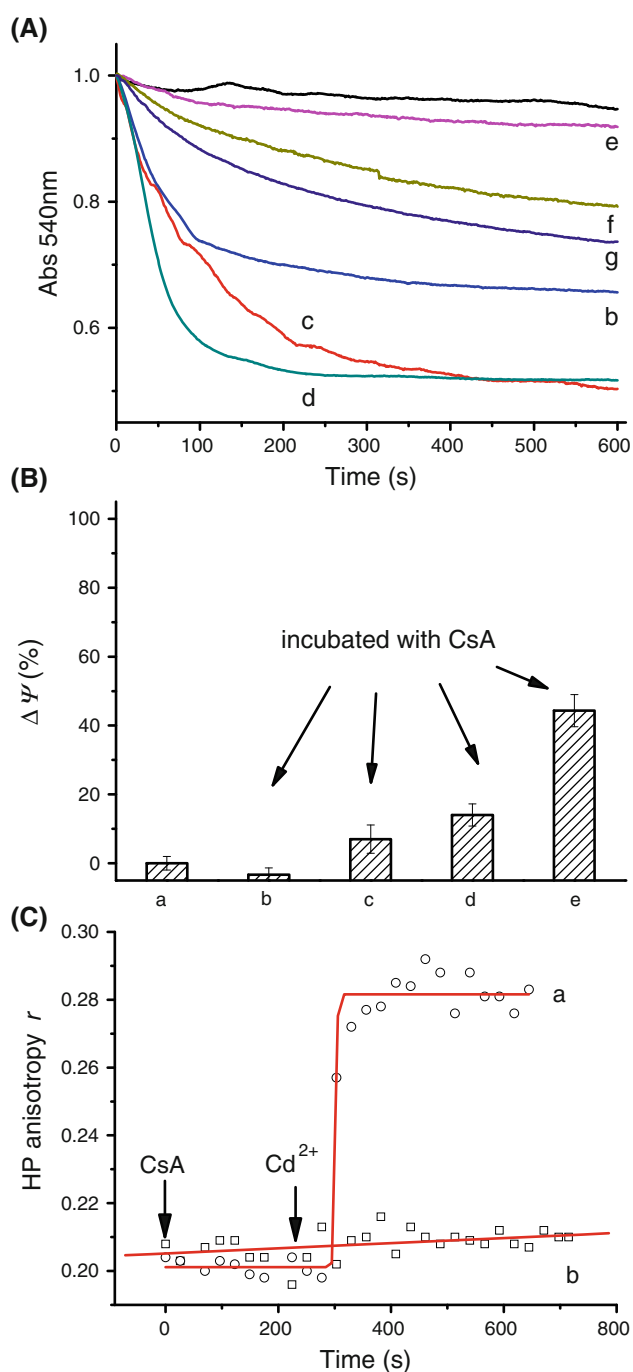 (A)
1.0
0.8
0.6
Abs 540nm
e
f
g
b
c
d
0 100 200 300 400 500 600
Time (s)
(B)
100
80
60
40
20
0
Δ Ψ (%)
incubated with CsA
a b c d e
(C)
0.30
0.28
0.26
0.24
0.22
0.20
HP anisotropy r
a
CsA
Cd²⁺
b
0 200 400 600 800
Time (s)